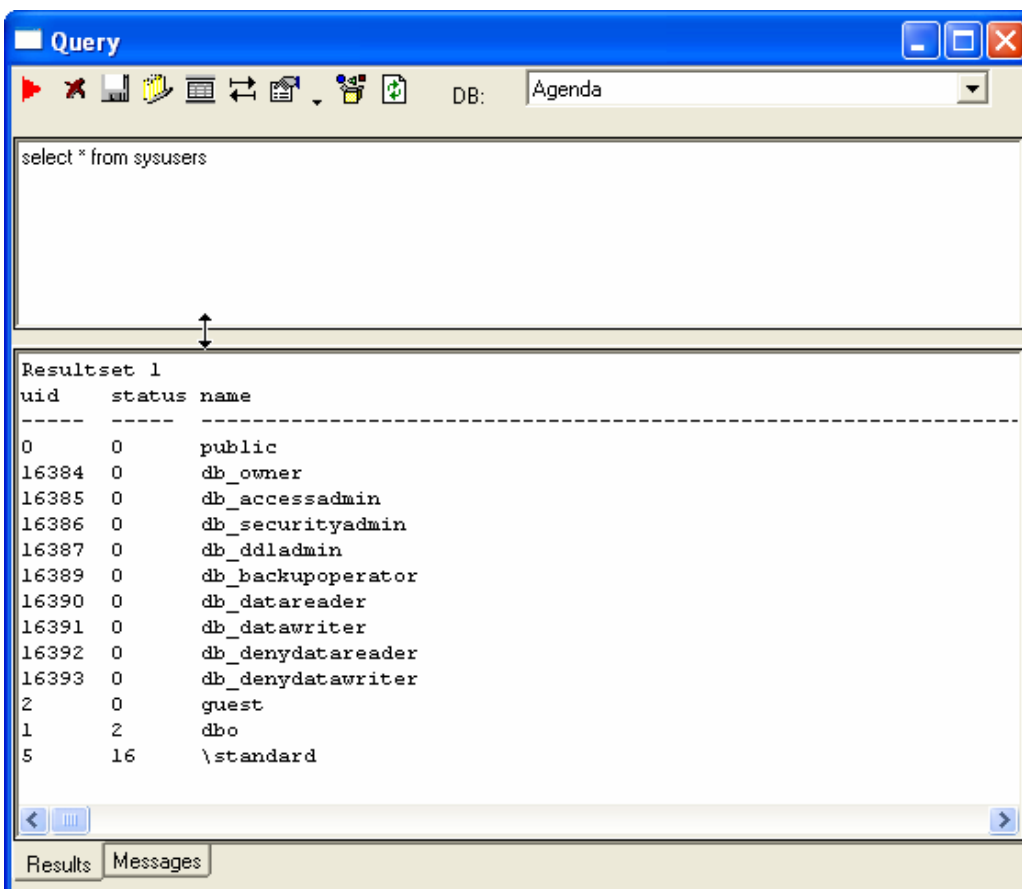 Query
DB: Agenda
select * from sysusers
Resultset 1
uid status name
----- ----- ----------------------------------------------------------------
0 0 public
16384 0 db_owner
16385 0 db_accessadmin
16386 0 db_securityadmin
16387 0 db_ddladmin
16389 0 db_backupoperator
16390 0 db_datareader
16391 0 db_datawriter
16392 0 db_denydatareader
16393 0 db_denydatawriter
2 0 guest
1 2 dbo
5 16 \standard
Results Messages